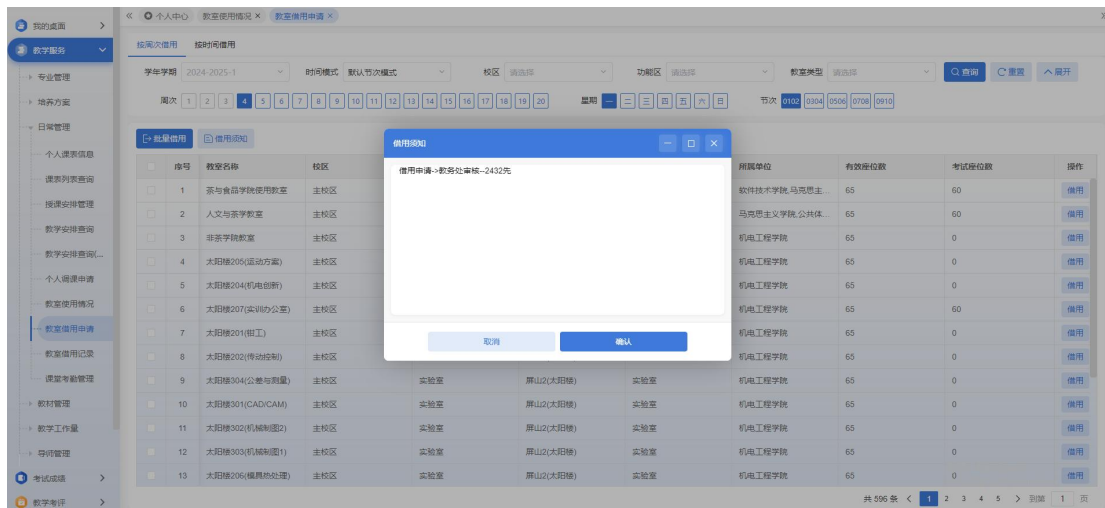 我的桌面
教学服务
专业管理
培养方案
日常管理
个人课表信息
课表列表查询
授课安排管理
教学安排查询
教学安排查询(...
个人调课申请
教室使用情况
教室借用申请
教室借用记录
课堂考勤管理
教材管理
教学工作量
导师管理
考试成绩
教学考评
个人中心 教室使用情况 教室借用申请
按周次借用 按时间借用
学年学期 2024-2025-1 时间模式 默认节次模式 校区 请选择 功能区 请选择 教室类型 请选择 查询 重置 展开
周次 1 2 3 4 5 6 7 8 9 10 11 12 13 14 15 16 17 18 19 20 星期 一 二 三 四 五 六 日 节次 0102 0304 0506 0708 0910
批量借用 借用须知
序号 教室名称 校区 所属单位 有效座位数 考试座位数 操作
1 茶与食品学院使用教室 主校区 软件技术学院,马克思主... 65 60 借用
2 人文与茶学教室 主校区 马克思主义学院,公共体... 65 60 借用
3 非茶学院教室 主校区 机电工程学院 65 0 借用
4 太阳楼205(运动方案) 主校区 机电工程学院 65 0 借用
5 太阳楼204(机电创新) 主校区 机电工程学院 65 0 借用
6 太阳楼207(实训办公室) 主校区 机电工程学院 65 60 借用
7 太阳楼201(钳工) 主校区 机电工程学院 65 0 借用
8 太阳楼202(传动控制) 主校区 机电工程学院 65 0 借用
9 太阳楼304(公差与测量) 主校区 实验室 屏山2(太阳楼) 实验室 机电工程学院 65 0 借用
10 太阳楼301(CAD/CAM) 主校区 实验室 屏山2(太阳楼) 实验室 机电工程学院 65 0 借用
11 太阳楼302(机械制图2) 主校区 实验室 屏山2(太阳楼) 实验室 机电工程学院 65 0 借用
12 太阳楼303(机械制图1) 主校区 实验室 屏山2(太阳楼) 实验室 机电工程学院 65 0 借用
13 太阳楼206(模具热处理) 主校区 实验室 屏山2(太阳楼) 实验室 机电工程学院 65 0 借用
共 596 条 1 2 3 4 5 到第 1 页
借用须知
借用申请->教务处审核--2432先
取消 确认